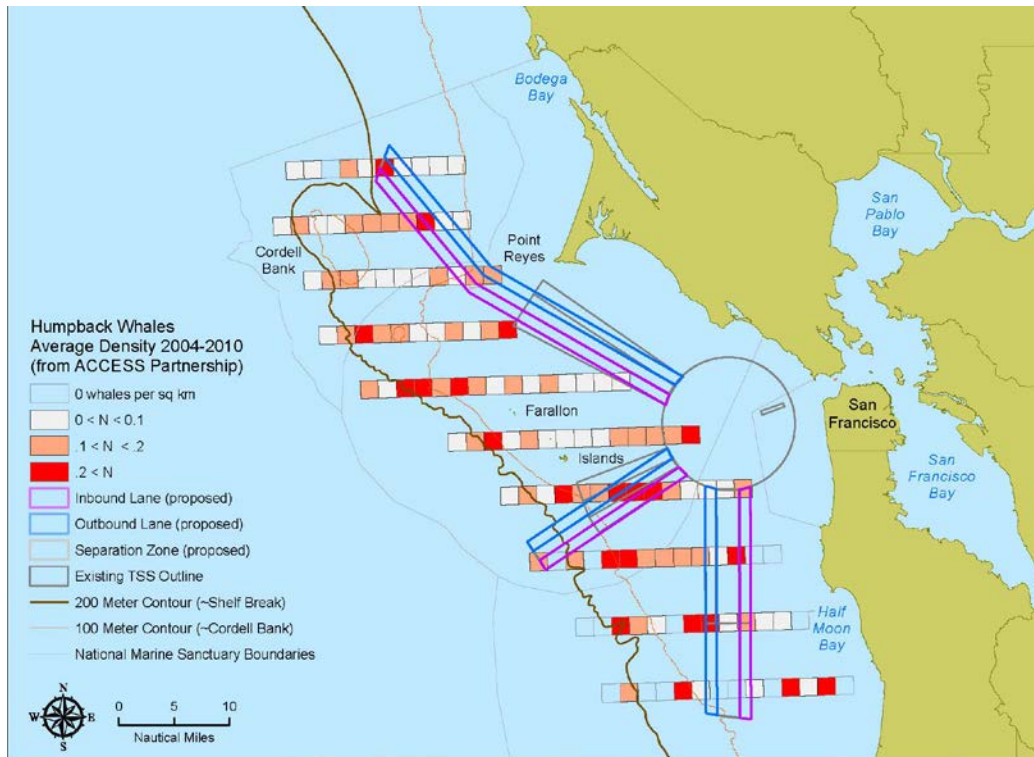 Bodega
Bay
San
Pablo
Bay
Point
Reyes
Cordell
Bank
Humpback Whales
Average Density 2004-2010
(from ACCESS Partnership)
0 whales per sq km
0 < N < 0.1
.1 < N < .2
.2 < N
Inbound Lane (proposed)
Outbound Lane (proposed)
Separation Zone (proposed)
Existing TSS Outline
200 Meter Contour (~Shelf Break)
100 Meter Contour (~Cordell Bank)
National Marine Sanctuary Boundaries
Farallon
Islands
San
Francisco
San
Francisco
Bay
Half
Moon
Bay
N
W E
S
0 5 10
Nautical Miles